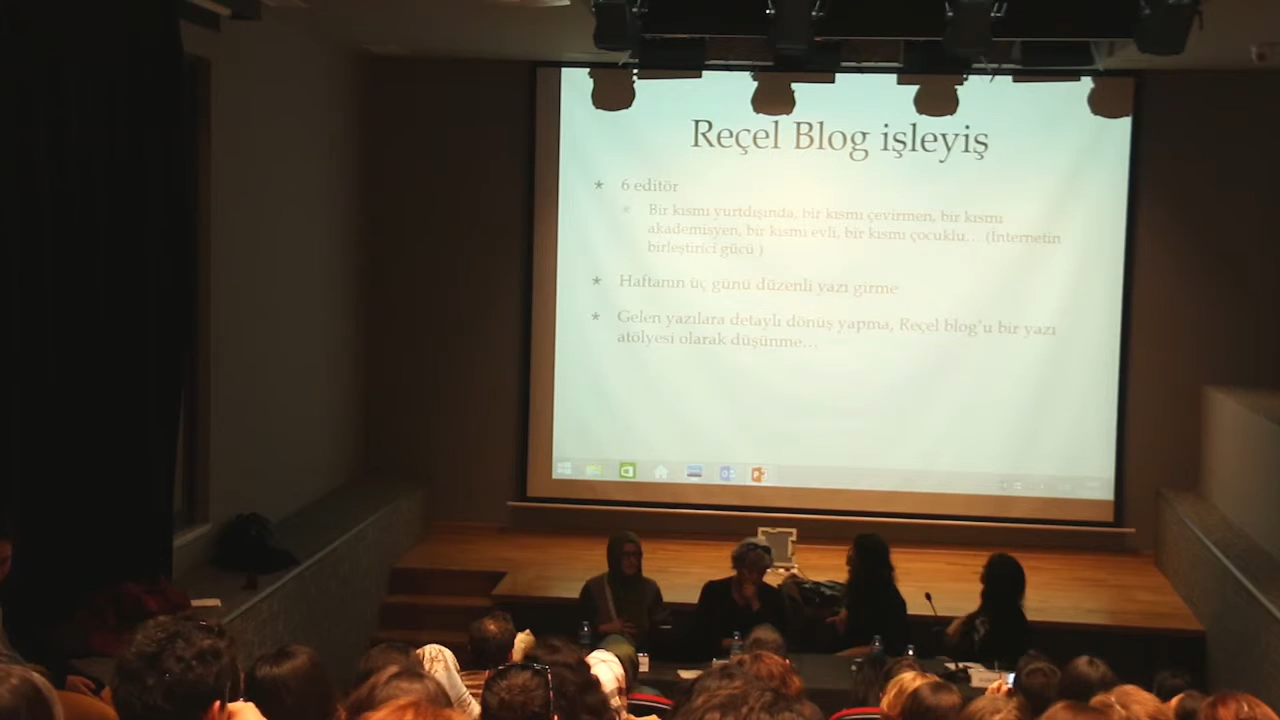 Reçel Blog işleyiş
* 6 editör
* Bir kısmı yurtdışında, bir kısmı çevirmen, bir kısmı
akademisyen, bir kısmı evli, bir kısmı çocuklu… (İnternetin
birleştirici gücü )
* Haftanın üç günü düzenli yazı girme
* Gelen yazılara detaylı dönüş yapma, Reçel blog'u bir yazı
atölyesi olarak düşünme…